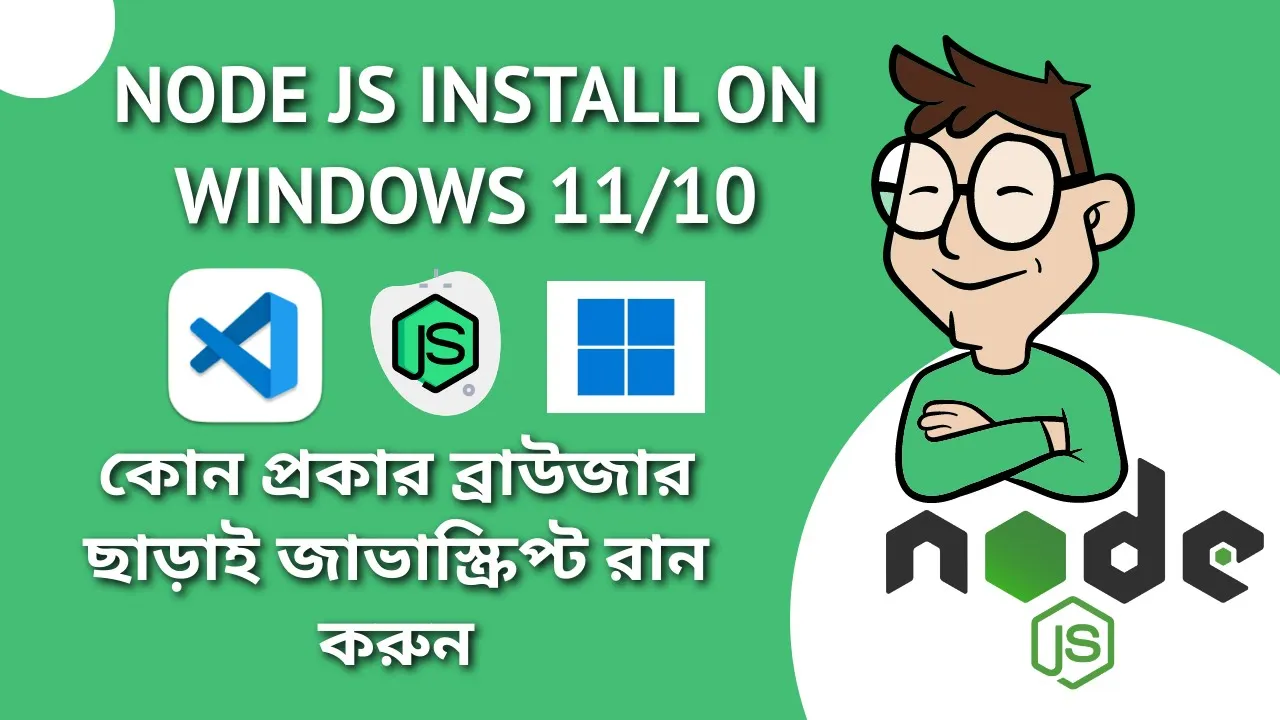 NODE JS INSTALL ON
WINDOWS 11/10
JS
কোন প্রকার ব্রাউজার
ছাড়াই জাভাস্ক্রিপ্ট রান
করুন
node
JS